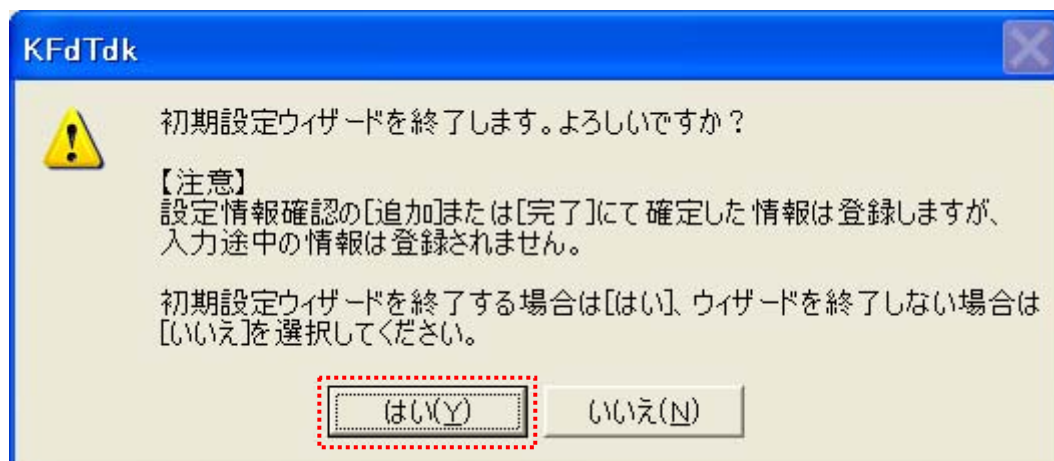 KFdTdk
初期設定ウィザードを終了します。よろしいですか？
【注意】
設定情報確認の[追加]または[完了]にて確定した情報は登録しますが、
入力途中の情報は登録されません。
初期設定ウィザードを終了する場合は[はい]、ウィザードを終了しない場合は
[いいえ]を選択してください。
はい(Y)
いいえ(N)